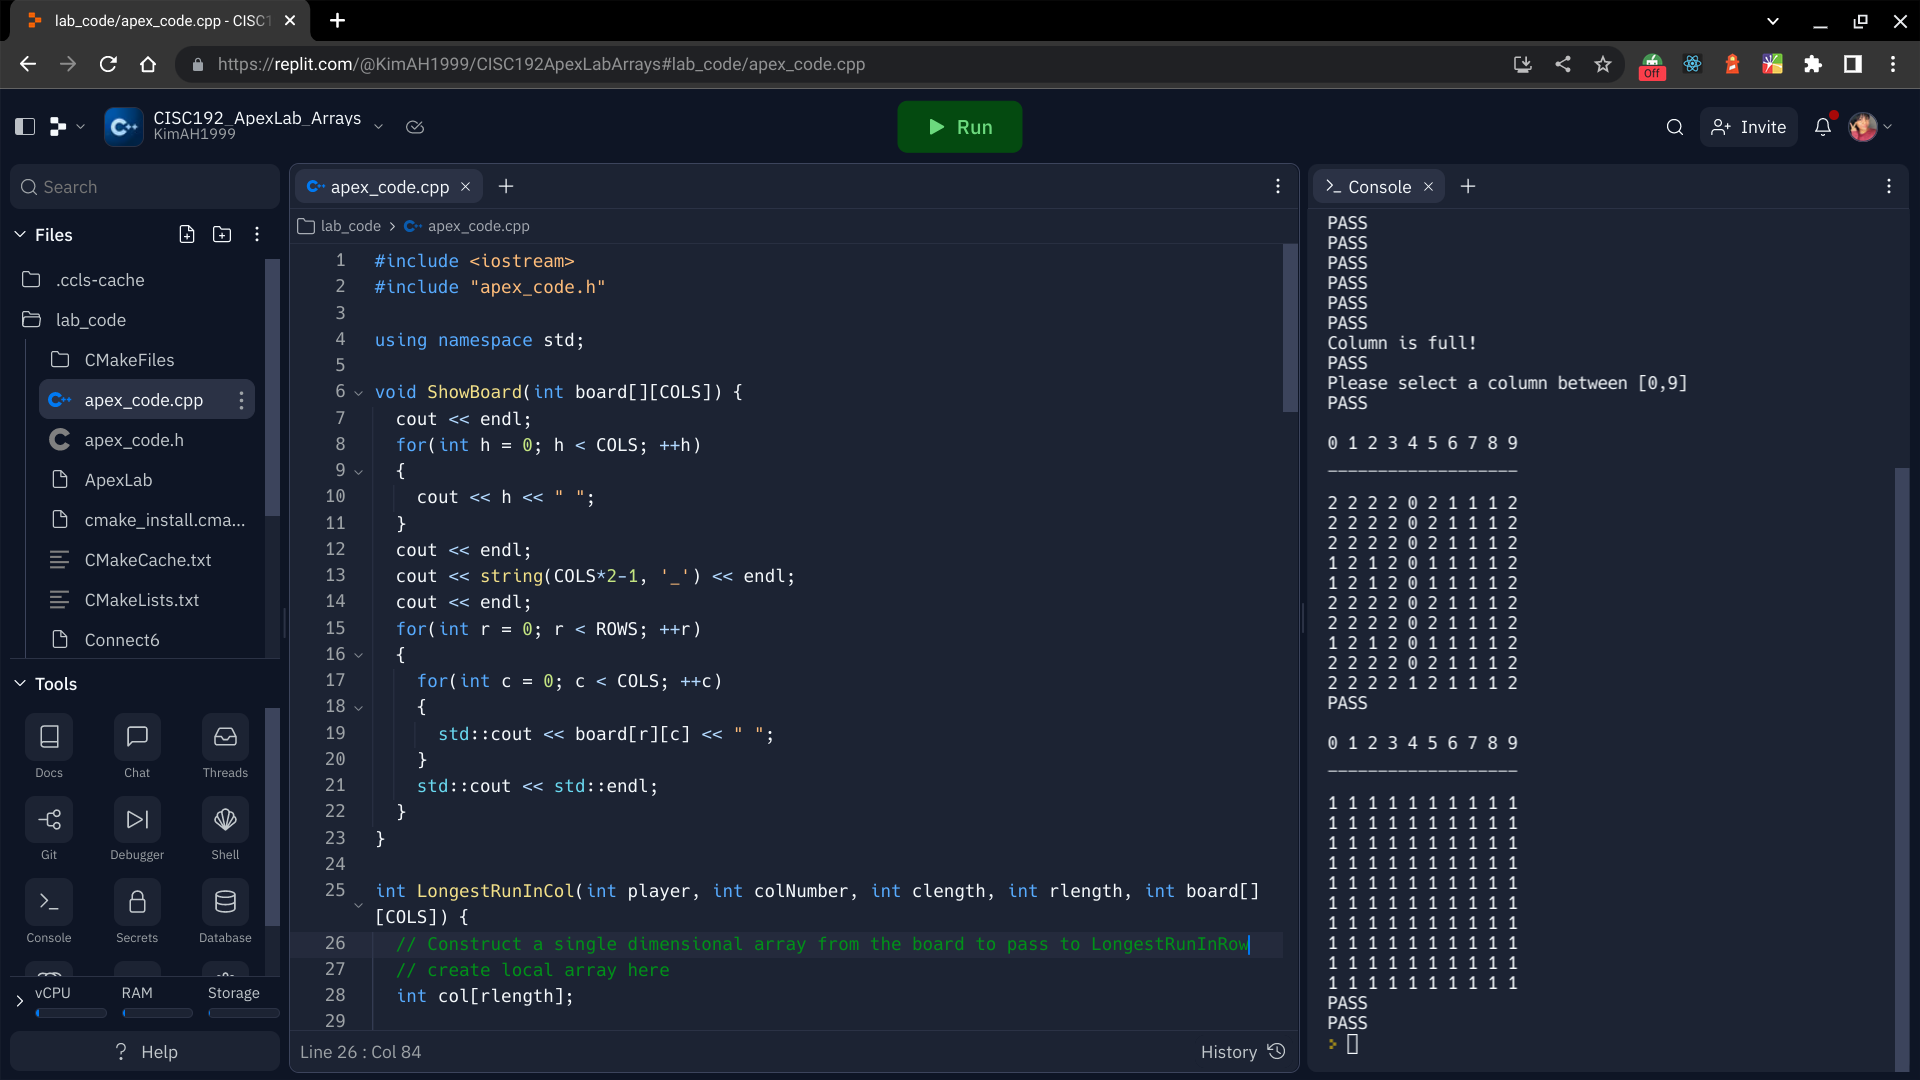 lab_code/apex_code.cpp - CISC1
https://replit.com/@KimAH1999/CISC192ApexLabArrays#lab_code/apex_code.cpp
Off
CISC192_ApexLab_Arrays
KimAH1999
Run
Invite
Search
Files
.ccls-cache
lab_code
CMakeFiles
apex_code.cpp
apex_code.h
ApexLab
cmake_install.cma...
CMakeCache.txt
CMakeLists.txt
Connect6
Tools
Docs
Chat
Threads
Git
Debugger
Shell
Console
Secrets
Database
vCPU
RAM
Storage
? Help
apex_code.cpp
lab_code > apex_code.cpp
1 #include <iostream>
2 #include "apex_code.h"
3
4 using namespace std;
5
6 void ShowBoard(int board[][COLS]) {
7 cout << endl;
8 for(int h = 0; h < COLS; ++h)
9 {
10 cout << h << " ";
11 }
12 cout << endl;
13 cout << string(COLS*2-1, '_') << endl;
14 cout << endl;
15 for(int r = 0; r < ROWS; ++r)
16 {
17 for(int c = 0; c < COLS; ++c)
18 {
19 std::cout << board[r][c] << " ";
20 }
21 std::cout << std::endl;
22 }
23 }
24
25 int LongestRunInCol(int player, int colNumber, int clength, int rlength, int board[]
[COLS]) {
26 // Construct a single dimensional array from the board to pass to LongestRunInRow
27 // create local array here
28 int col[rlength];
29
Line 26 : Col 84
History
Console
PASS
PASS
PASS
PASS
PASS
PASS
Column is full!
PASS
Please select a column between [0,9]
PASS
0 1 2 3 4 5 6 7 8 9
___________________
2 2 2 2 0 2 1 1 1 2
2 2 2 2 0 2 1 1 1 2
2 2 2 2 0 2 1 1 1 2
1 2 1 2 0 1 1 1 1 2
1 2 1 2 0 1 1 1 1 2
2 2 2 2 0 2 1 1 1 2
2 2 2 2 0 2 1 1 1 2
1 2 1 2 0 1 1 1 1 2
2 2 2 2 0 2 1 1 1 2
2 2 2 2 1 2 1 1 1 2
PASS
0 1 2 3 4 5 6 7 8 9
___________________
1 1 1 1 1 1 1 1 1 1
1 1 1 1 1 1 1 1 1 1
1 1 1 1 1 1 1 1 1 1
1 1 1 1 1 1 1 1 1 1
1 1 1 1 1 1 1 1 1 1
1 1 1 1 1 1 1 1 1 1
1 1 1 1 1 1 1 1 1 1
1 1 1 1 1 1 1 1 1 1
1 1 1 1 1 1 1 1 1 1
1 1 1 1 1 1 1 1 1 1
PASS
PASS